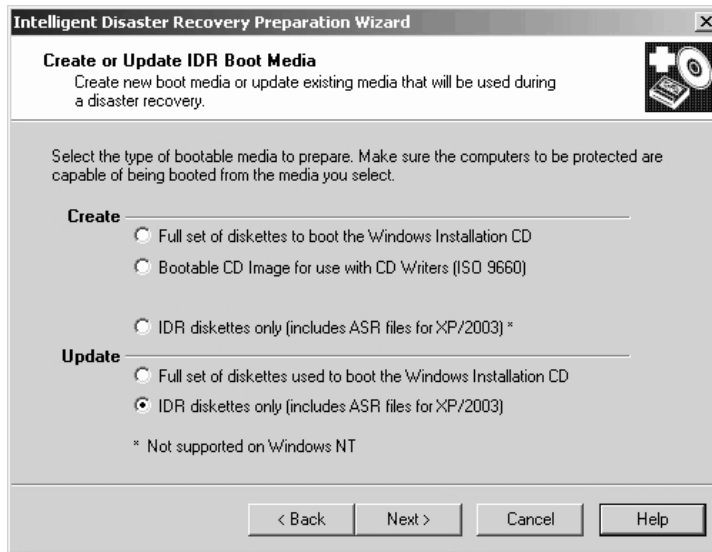 Intelligent Disaster Recovery Preparation Wizard
Create or Update IDR Boot Media
Create new boot media or update existing media that will be used during
a disaster recovery.
Select the type of bootable media to prepare. Make sure the computers to be protected are
capable of being booted from the media you select.
Create
Full set of diskettes to boot the Windows Installation CD
Bootable CD Image for use with CD Writers (ISO 9660)
IDR diskettes only (includes ASR files for XP/2003) *
Update
Full set of diskettes used to boot the Windows Installation CD
IDR diskettes only (includes ASR files for XP/2003)
* Not supported on Windows NT
< Back Next > Cancel Help